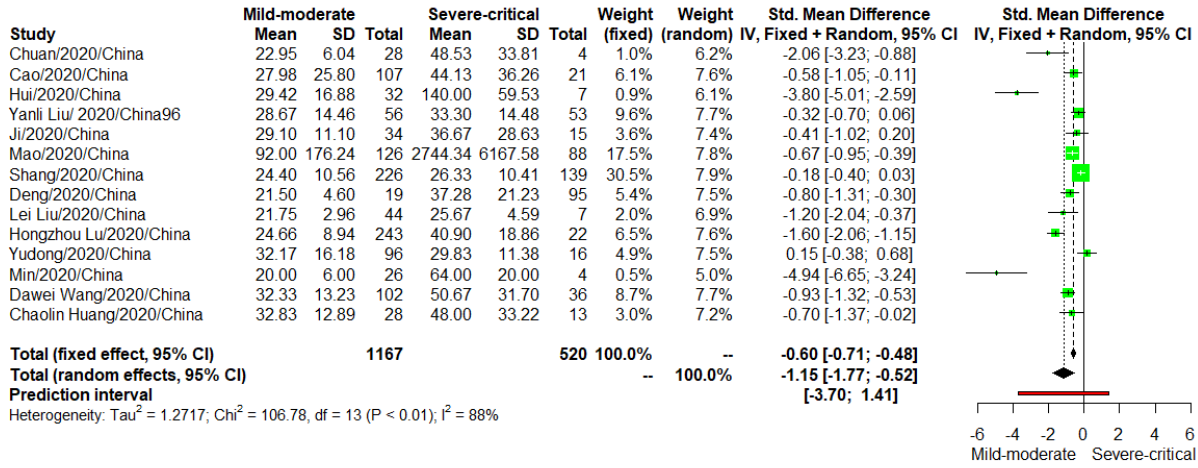 Mild-moderate Severe-critical Weight Weight Std. Mean Difference Std. Mean Difference
Study Mean SD Total Mean SD Total (fixed) (random) IV, Fixed + Random, 95% CI IV, Fixed + Random, 95% CI
Chuan/2020/China 22.95 6.04 28 48.53 33.81 4 1.0% 6.2% -2.06 [-3.23; -0.88]
Cao/2020/China 27.98 25.80 107 44.13 36.26 21 6.1% 7.6% -0.58 [-1.05; -0.11]
Hui/2020/China 29.42 16.88 32 140.00 59.53 7 0.9% 6.1% -3.80 [-5.01; -2.59]
Yanli Liu/ 2020/China96 28.67 14.46 56 33.30 14.48 53 9.6% 7.7% -0.32 [-0.70; 0.06]
Ji/2020/China 29.10 11.10 34 36.67 28.63 15 3.6% 7.4% -0.41 [-1.02; 0.20]
Mao/2020/China 92.00 176.24 126 2744.34 6167.58 88 17.5% 7.8% -0.67 [-0.95; -0.39]
Shang/2020/China 24.40 10.56 226 26.33 10.41 139 30.5% 7.9% -0.18 [-0.40; 0.03]
Deng/2020/China 21.50 4.60 19 37.28 21.23 95 5.4% 7.5% -0.80 [-1.31; -0.30]
Lei Liu/2020/China 21.75 2.96 44 25.67 4.59 7 2.0% 6.9% -1.20 [-2.04; -0.37]
Hongzhou Lu/2020/China 24.66 8.94 243 40.90 18.86 22 6.5% 7.6% -1.60 [-2.06; -1.15]
Yudong/2020/China 32.17 16.18 96 29.83 11.38 16 4.9% 7.5% 0.15 [-0.38; 0.68]
Min/2020/China 20.00 6.00 26 64.00 20.00 4 0.5% 5.0% -4.94 [-6.65; -3.24]
Dawei Wang/2020/China 32.33 13.23 102 50.67 31.70 36 8.7% 7.7% -0.93 [-1.32; -0.53]
Chaolin Huang/2020/China 32.83 12.89 28 48.00 33.22 13 3.0% 7.2% -0.70 [-1.37; -0.02]
Total (fixed effect, 95% CI) 1167 520 100.0% -- -0.60 [-0.71; -0.48]
Total (random effects, 95% CI) -- 100.0% -1.15 [-1.77; -0.52]
Prediction interval [-3.70; 1.41]
Heterogeneity: Tau² = 1.2717; Chi² = 106.78, df = 13 (P < 0.01); I² = 88%
-6 -4 -2 0 2 4 6
Mild-moderate Severe-critical